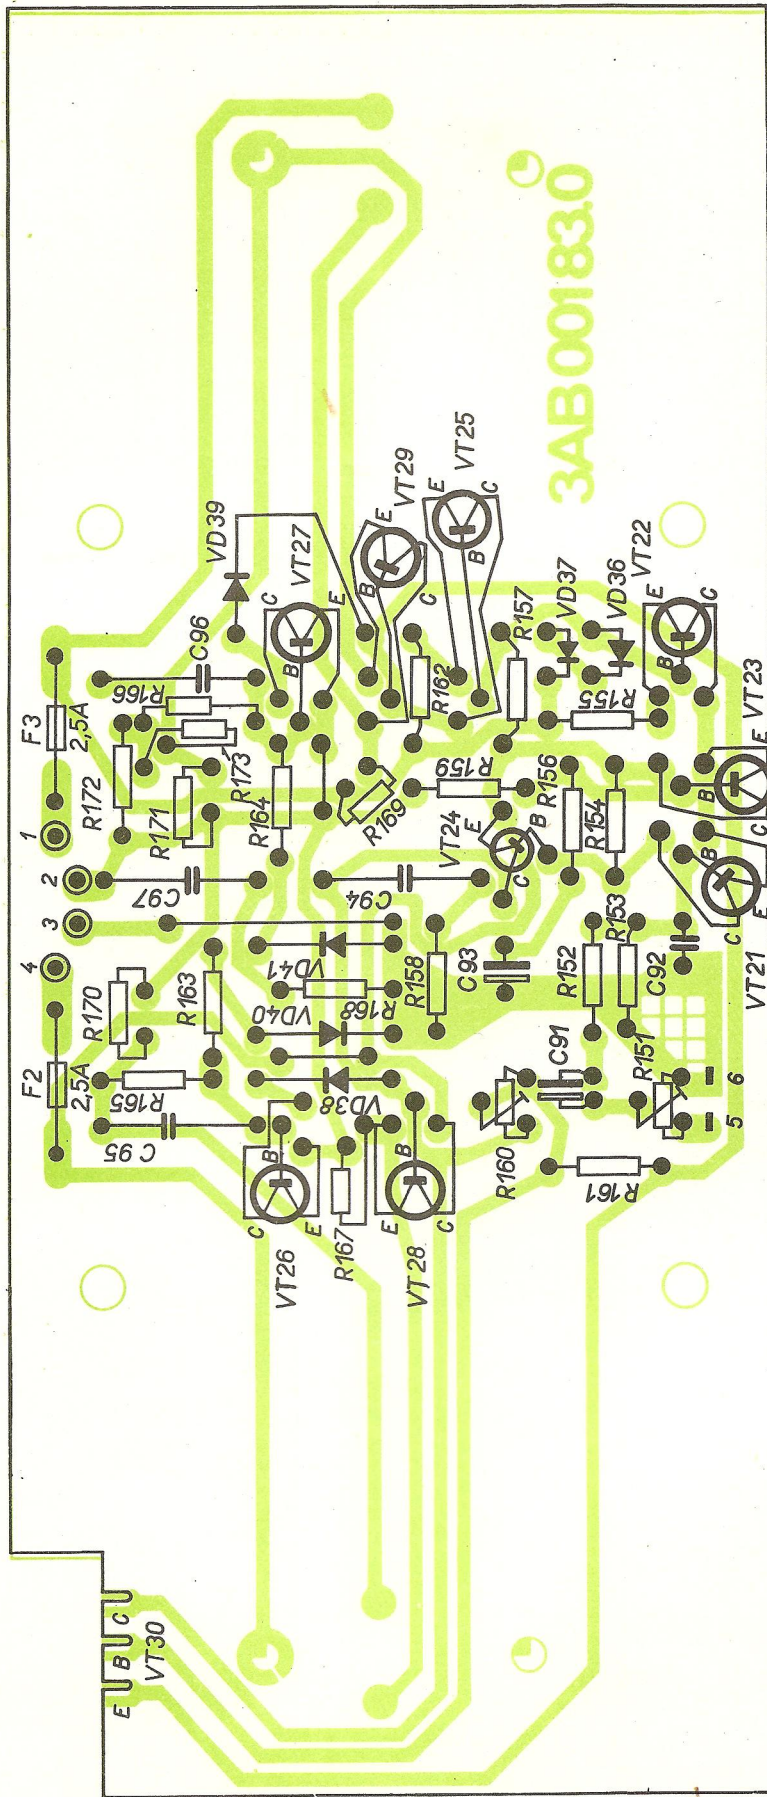 3AB 00183.0
VD39
VT27
C
B
E
VT29
E
B
C
VT25
E
B
C
VT22
E
B
C
VD37
VD36
R157
R155
R162
C96
R166
F3
2,5A
R172
R171
R173
R164
R169
R159
VT24
E
B
C
R156
R154
VT23
E
B
VT21
C
B
E
C
1
2
3
4
C97
C94
R153
R152
C92
C93
R158
VD41
R168
VD40
VD38
R163
R170
F2
2,5A
R165
C95
C91
R151
6
5
R160
R161
VT26
C
B
E
R167
VT28
E
B
C
VT30
E
B
C